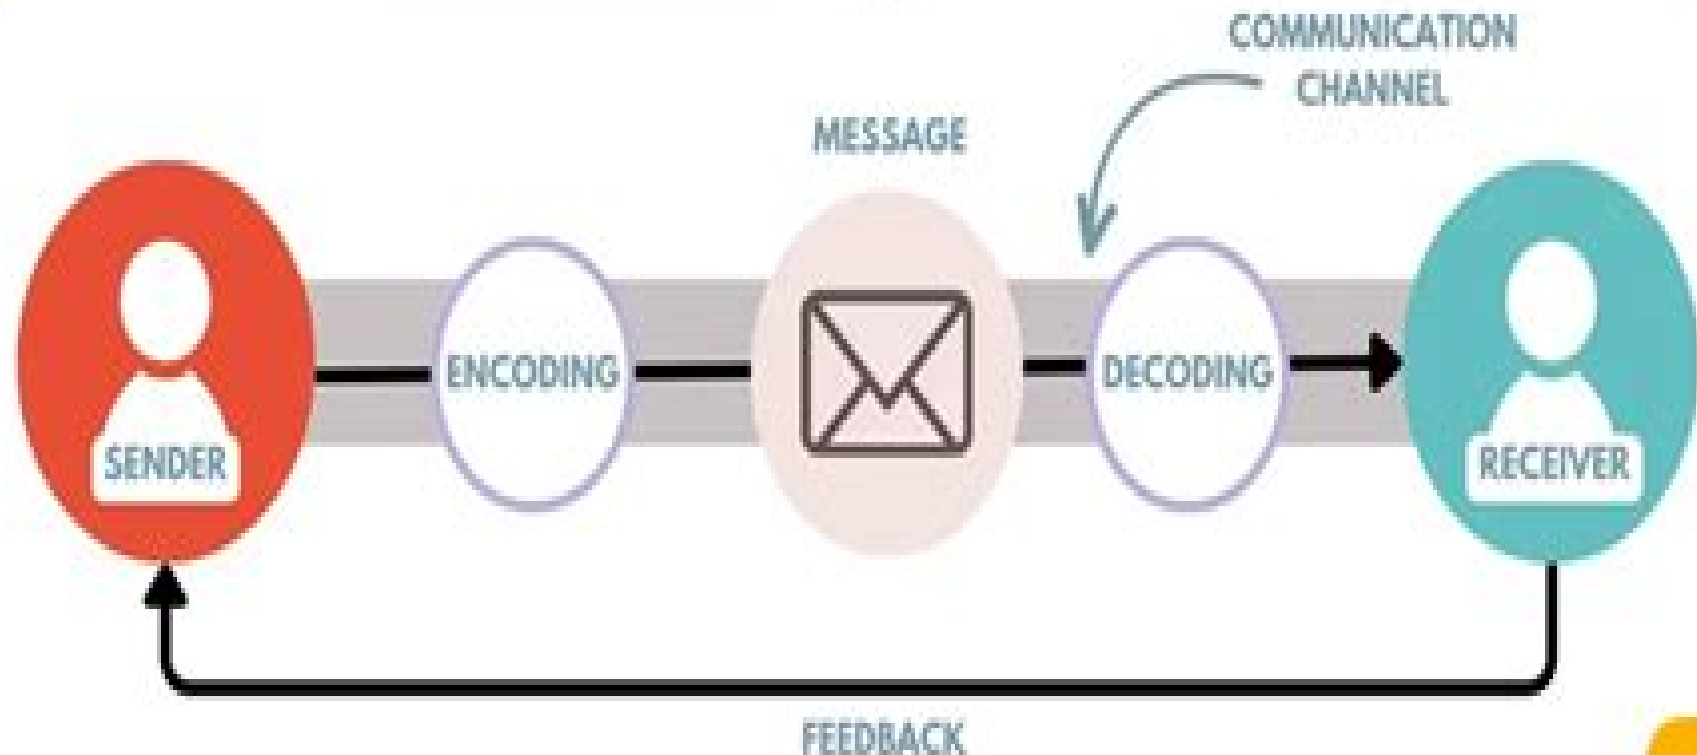 COMMUNICATION
CHANNEL
MESSAGE
ENCODING
DECODING
SENDER
RECEIVER
FEEDBACK